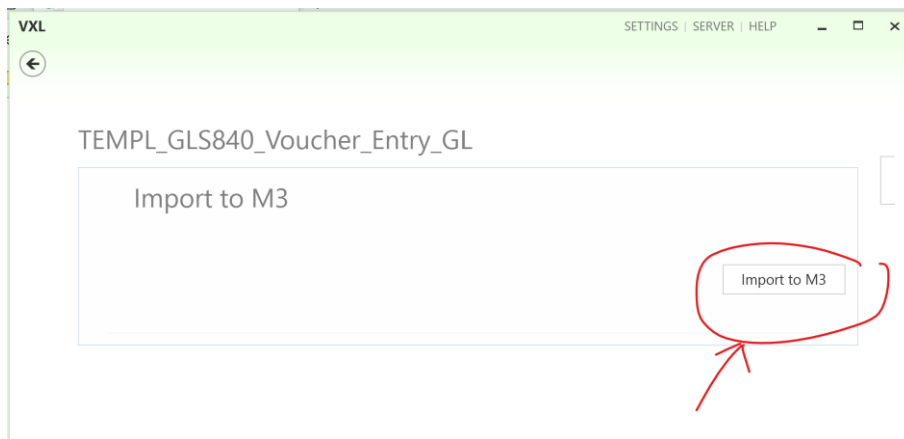 VXL
SETTINGS | SERVER | HELP
TEMPL_GLS840_Voucher_Entry_GL
Import to M3
Import to M3